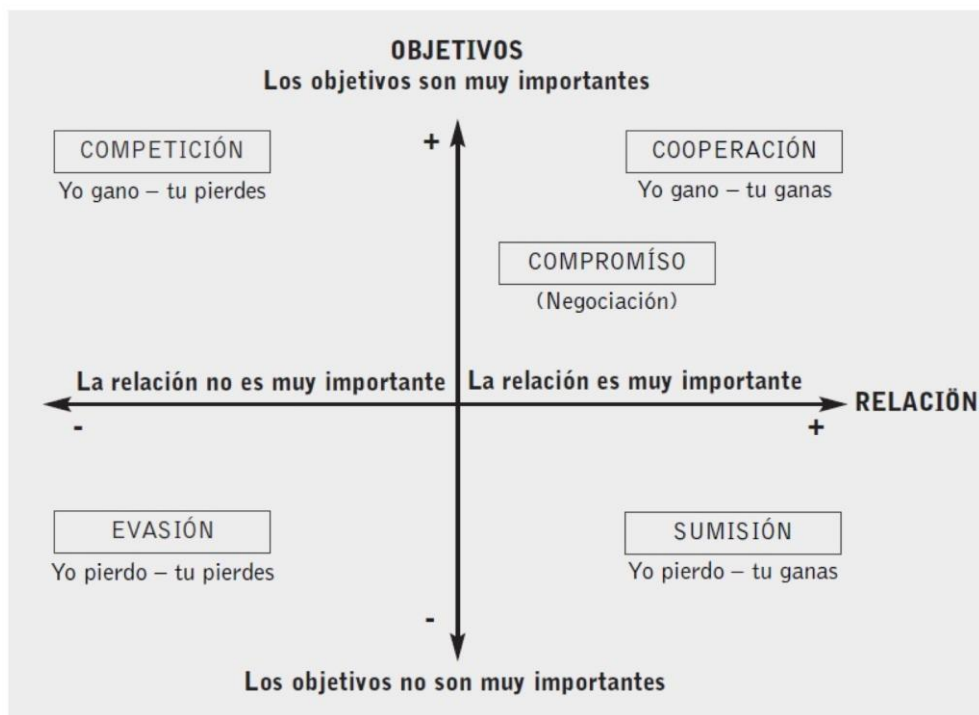 OBJETIVOS
Los objetivos son muy importantes
+
COMPETICIÓN
COOPERACIÓN
Yo gano – tu pierdes
Yo gano – tu ganas
COMPROMÍSO
(Negociación)
La relación no es muy importante
La relación es muy importante
RELACIÖN
-
+
EVASIÓN
SUMISIÓN
Yo pierdo – tu pierdes
Yo pierdo – tu ganas
-
Los objetivos no son muy importantes